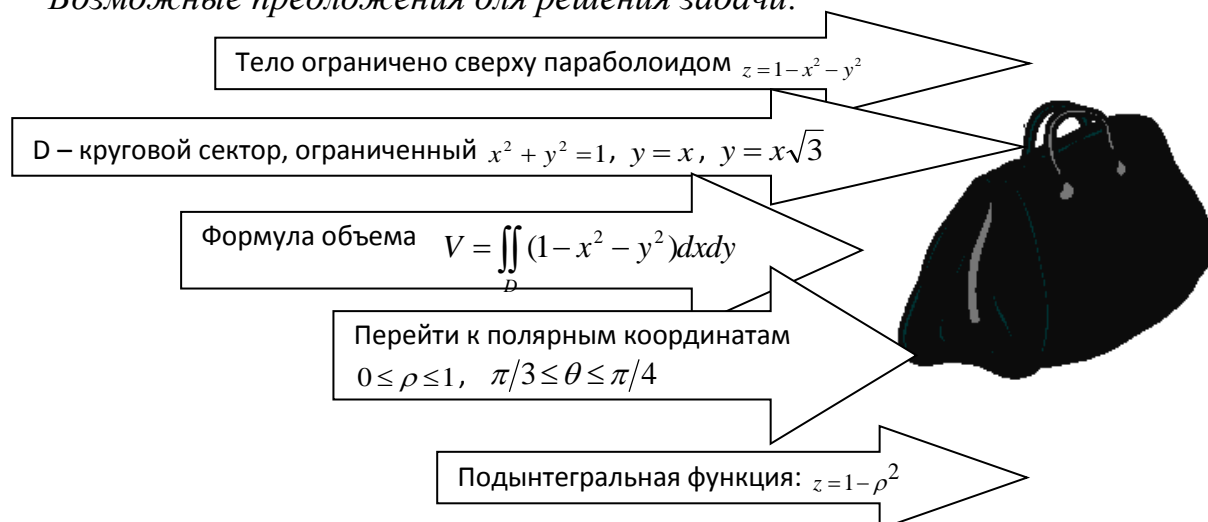 Возможные предложения для решения задачи:
Тело ограничено сверху параболоидом z = 1 − x² − y²
D – круговой сектор, ограниченный x² + y² = 1, y = x, y = x√3
Формула объема V = ∬_D (1 − x² − y²)dxdy
Перейти к полярным координатам
0 ≤ ρ ≤ 1, π/3 ≤ θ ≤ π/4
Подынтегральная функция: z = 1 − ρ²